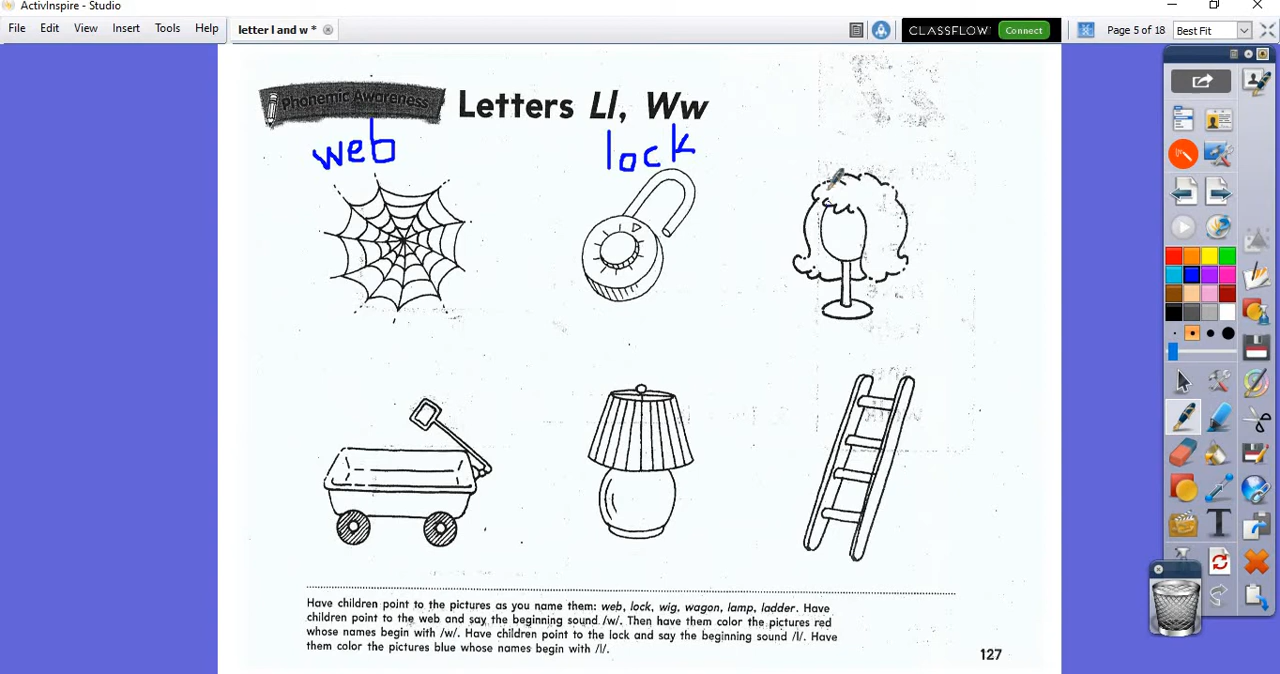 ActivInspire - Studio
File Edit View Insert Tools Help
letter l and w *
CLASSFLOW Connect
Page 5 of 18
Best Fit
Phonemic Awareness
Letters Ll, Ww
web
lock
Have children point to the pictures as you name them: web, lock, wig, wagon, lamp, ladder. Have
children point to the web and say the beginning sound /w/. Then have them color the pictures red
whose names begin with /w/. Have children point to the lock and say the beginning sound /l/. Have
them color the pictures blue whose names begin with /l/.
127